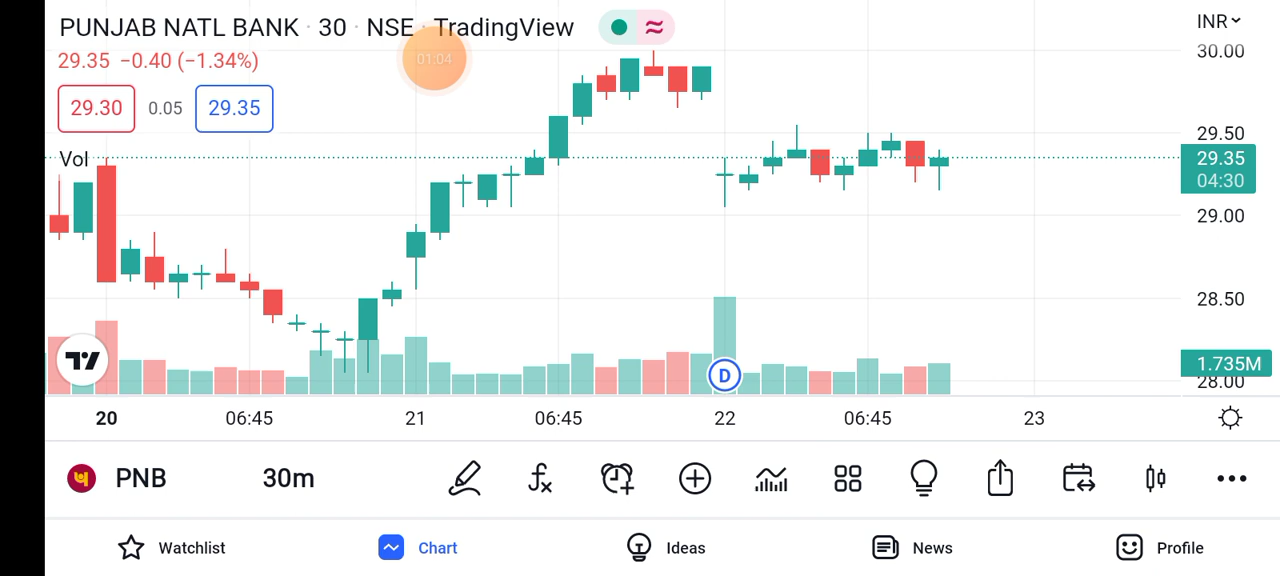 PUNJAB NATL BANK · 30 · NSE · TradingView
INR
29.35 −0.40 (−1.34%)
01:04
29.30 0.05 29.35
Vol
30.00
29.50
29.35
04:30
29.00
28.50
1.735M
28.00
D
20 06:45 21 06:45 22 06:45 23
PNB 30m
Watchlist Chart Ideas News Profile